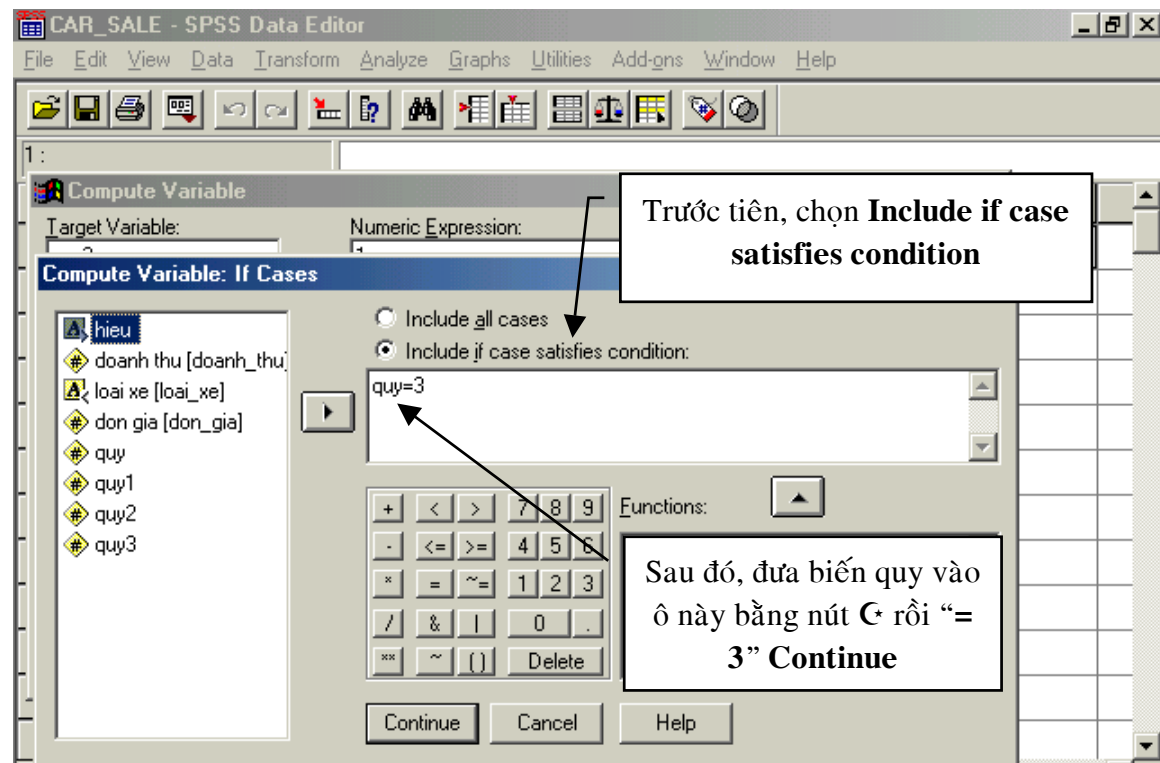 CAR_SALE - SPSS Data Editor
File Edit View Data Transform Analyze Graphs Utilities Add-ons Window Help
1 :
Compute Variable
Target Variable:
Numeric Expression:
Trước tiên, chọn Include if case
satisfies condition
Compute Variable: If Cases
hieu
doanh thu [doanh_thu]
loai xe [loai_xe]
don gia [don_gia]
quy
quy1
quy2
quy3
Include all cases
Include if case satisfies condition:
quy=3
+ < > 7 8 9
- <= >= 4 5 6
* = ~= 1 2 3
/ & | 0 .
** ~ () Delete
Functions:
Sau đó, đưa biến quy vào
ô này bằng nút ☪ rồi “=
3” Continue
Continue Cancel Help